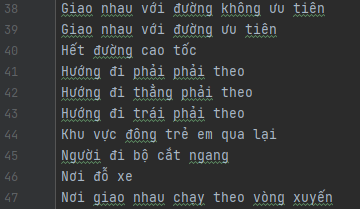 38 Giao nhau với đường không ưu tiên
39 Giao nhau với đường ưu tiên
40 Hết đường cao tốc
41 Hướng đi phải phải theo
42 Hướng đi thẳng phải theo
43 Hướng đi trái phải theo
44 Khu vực đông trẻ em qua lại
45 Người đi bộ cắt ngang
46 Nơi đỗ xe
47 Nơi giao nhau chạy theo vòng xuyến